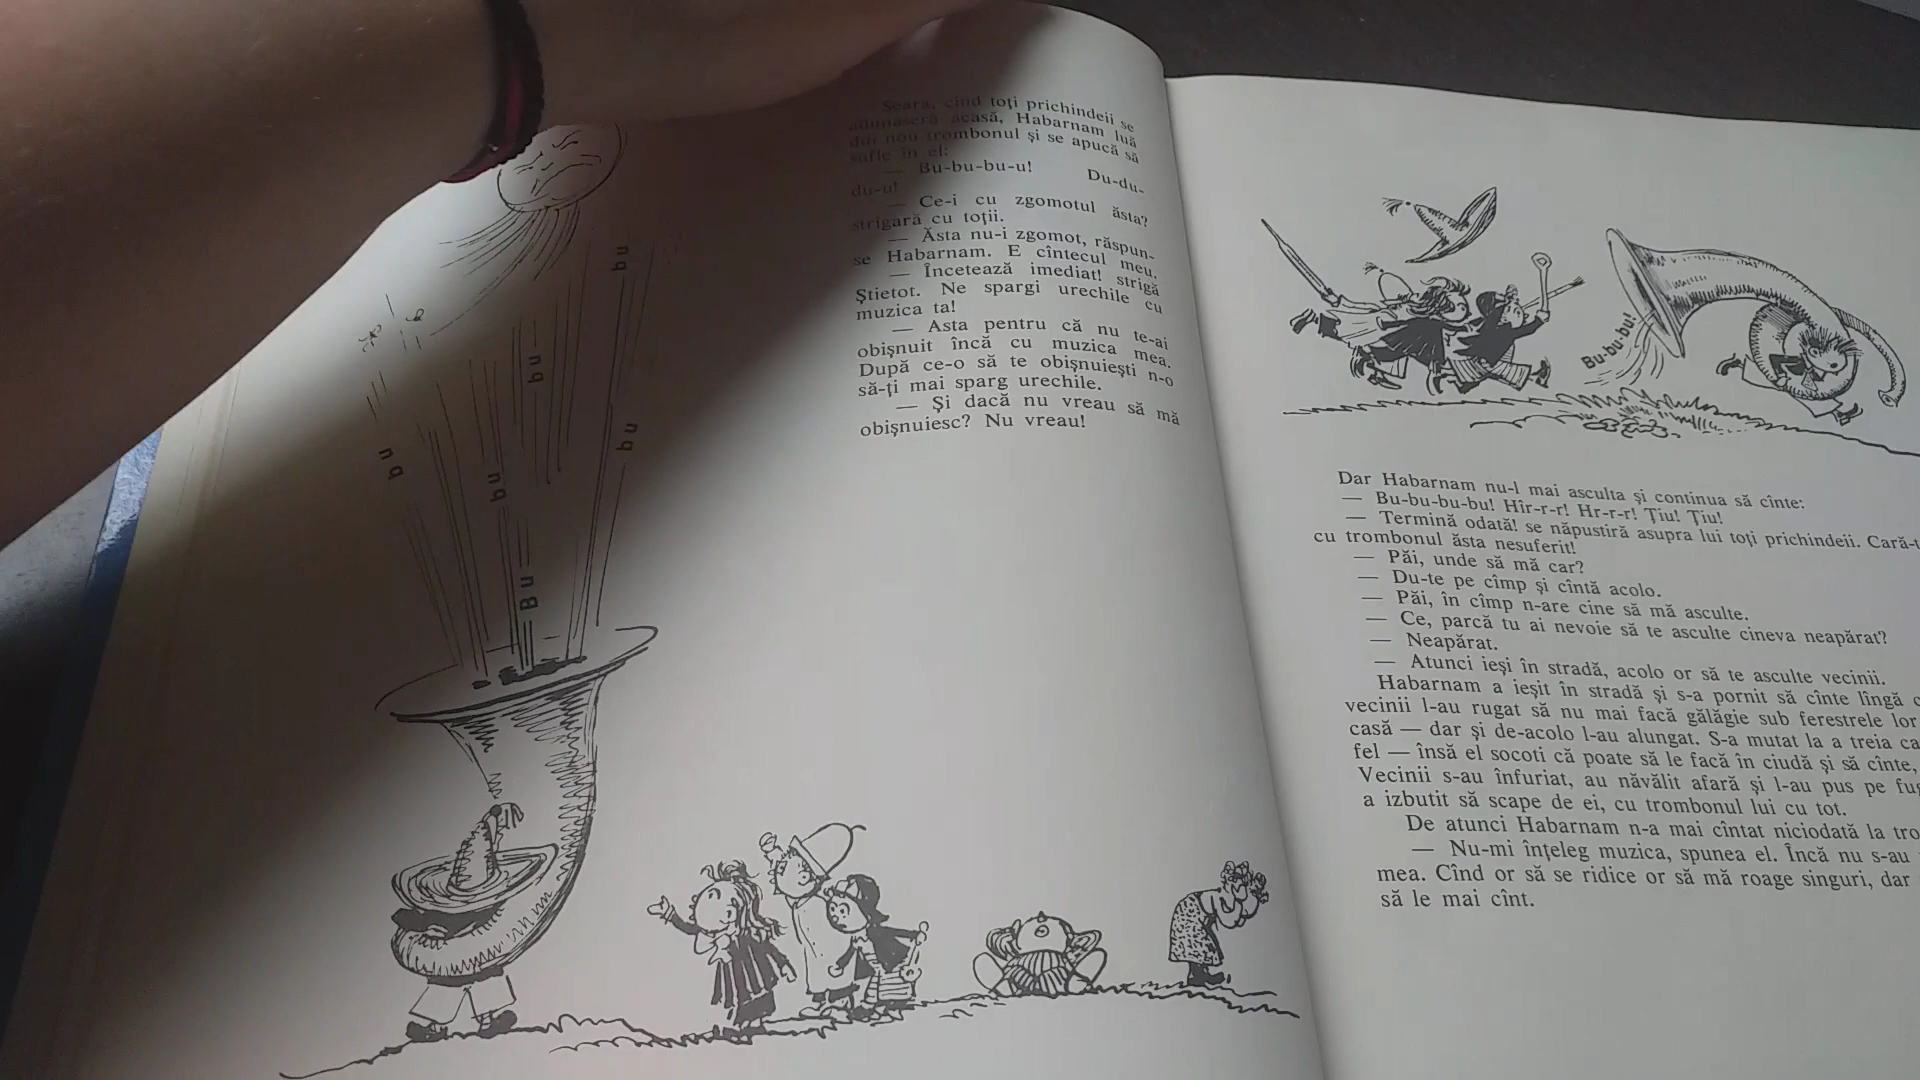 Seara, cînd toţi prichindeii se
adunaseră acasă, Habarnam luă
din nou trombonul şi se apucă să
sufle în el:
— Bu-bu-bu-u! Du-du-
du-u!
— Ce-i cu zgomotul ăsta?
strigară cu toţii.
— Ăsta nu-i zgomot, răspun-
se Habarnam. E cîntecul meu.
— Încetează imediat! strigă
Ştietot. Ne spargi urechile cu
muzica ta!
— Asta pentru că nu te-ai
obişnuit încă cu muzica mea.
După ce-o să te obişnuieşti n-o
să-ţi mai sparg urechile.
— Şi dacă nu vreau să mă
obişnuiesc? Nu vreau!
bu
bu
bu
bu
bu
Bu
Bu-bu-bu!
Dar Habarnam nu-l mai asculta şi continua să cînte:
— Bu-bu-bu-bu! Hîr-r-r! Hr-r-r! Ţiu! Ţiu!
— Termină odată! se năpustiră asupra lui toţi prichindeii. Cară-t
cu trombonul ăsta nesuferit!
— Păi, unde să mă car?
— Du-te pe cîmp şi cîntă acolo.
— Păi, în cîmp n-are cine să mă asculte.
— Ce, parcă tu ai nevoie să te asculte cineva neapărat?
— Neapărat.
— Atunci ieşi în stradă, acolo or să te asculte vecinii.
Habarnam a ieşit în stradă şi s-a pornit să cînte lîngă
vecinii l-au rugat să nu mai facă gălăgie sub ferestrele lor
casă — dar şi de-acolo l-au alungat. S-a mutat la a treia ca
fel — însă el socoti că poate să le facă în ciudă şi să cînte,
Vecinii s-au înfuriat, au năvălit afară şi l-au pus pe fug
a izbutit să scape de ei, cu trombonul lui cu tot.
De atunci Habarnam n-a mai cîntat niciodată la tro
— Nu-mi înţeleg muzica, spunea el. Încă nu s-au
mea. Cînd or să se ridice or să mă roage singuri, dar
să le mai cînt.